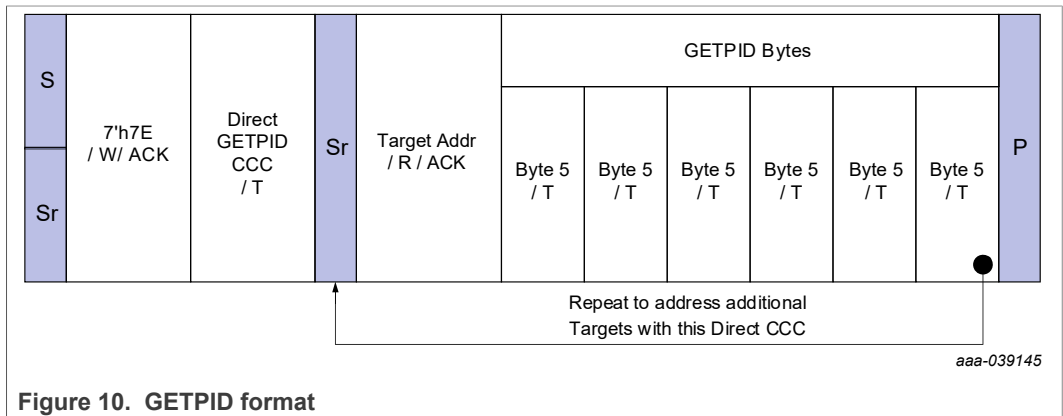 GETPID Bytes
S
Sr
7'h7E
/ W/ ACK
Direct
GETPID
CCC
/ T
Sr
Target Addr
/ R / ACK
Byte 5
/ T
Byte 5
/ T
Byte 5
/ T
Byte 5
/ T
Byte 5
/ T
Byte 5
/ T
P
Repeat to address additional
Targets with this Direct CCC
aaa-039145
Figure 10. GETPID format